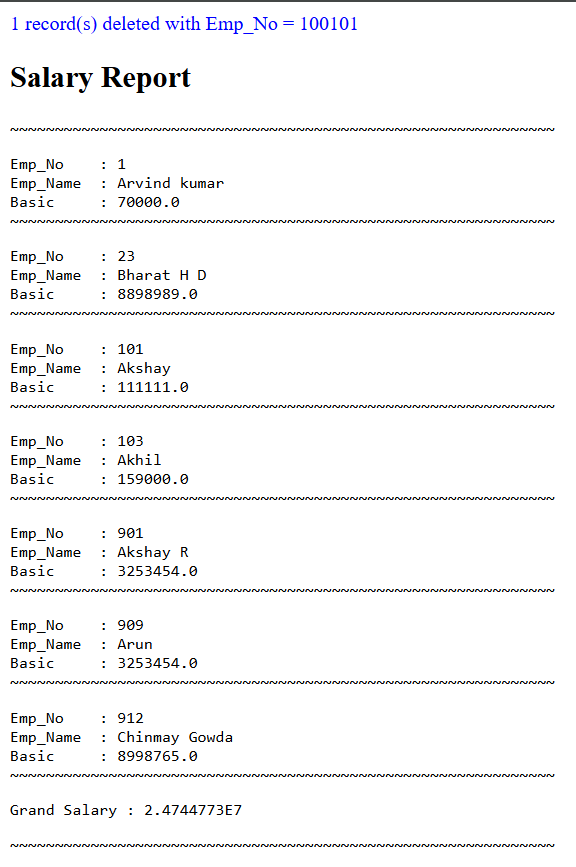 1 record(s) deleted with Emp_No = 100101
Salary Report
~~~~~~~~~~~~~~~~~~~~~~~~~~~~~~~~~~~~~~~~~~~~~~~~~~~~~~~~~~~~~
Emp_No    : 1
Emp_Name  : Arvind kumar
Basic     : 70000.0
~~~~~~~~~~~~~~~~~~~~~~~~~~~~~~~~~~~~~~~~~~~~~~~~~~~~~~~~~~~~~
Emp_No    : 23
Emp_Name  : Bharat H D
Basic     : 8898989.0
~~~~~~~~~~~~~~~~~~~~~~~~~~~~~~~~~~~~~~~~~~~~~~~~~~~~~~~~~~~~~
Emp_No    : 101
Emp_Name  : Akshay
Basic     : 111111.0
~~~~~~~~~~~~~~~~~~~~~~~~~~~~~~~~~~~~~~~~~~~~~~~~~~~~~~~~~~~~~
Emp_No    : 103
Emp_Name  : Akhil
Basic     : 159000.0
~~~~~~~~~~~~~~~~~~~~~~~~~~~~~~~~~~~~~~~~~~~~~~~~~~~~~~~~~~~~~
Emp_No    : 901
Emp_Name  : Akshay R
Basic     : 3253454.0
~~~~~~~~~~~~~~~~~~~~~~~~~~~~~~~~~~~~~~~~~~~~~~~~~~~~~~~~~~~~~
Emp_No    : 909
Emp_Name  : Arun
Basic     : 3253454.0
~~~~~~~~~~~~~~~~~~~~~~~~~~~~~~~~~~~~~~~~~~~~~~~~~~~~~~~~~~~~~
Emp_No    : 912
Emp_Name  : Chinmay Gowda
Basic     : 8998765.0
~~~~~~~~~~~~~~~~~~~~~~~~~~~~~~~~~~~~~~~~~~~~~~~~~~~~~~~~~~~~~
Grand Salary : 2.4744773E7
~~~~~~~~~~~~~~~~~~~~~~~~~~~~~~~~~~~~~~~~~~~~~~~~~~~~~~~~~~~~~